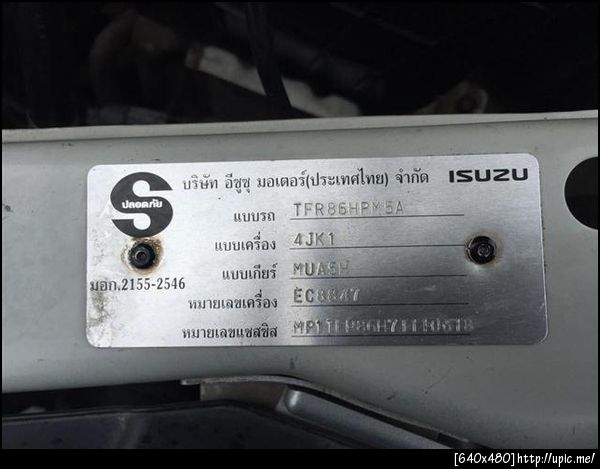 S
ปลอดภัย
มอก.2155-2546
บริษัท อีซูซุ มอเตอร์(ประเทศไทย) จำกัด ISUZU
แบบรถ TFR86HPM5A
แบบเครื่อง 4JK1
แบบเกียร์ MUA5H
หมายเลขเครื่อง EC8847
หมายเลขแชสซิส
[640x480]http://upic.me/